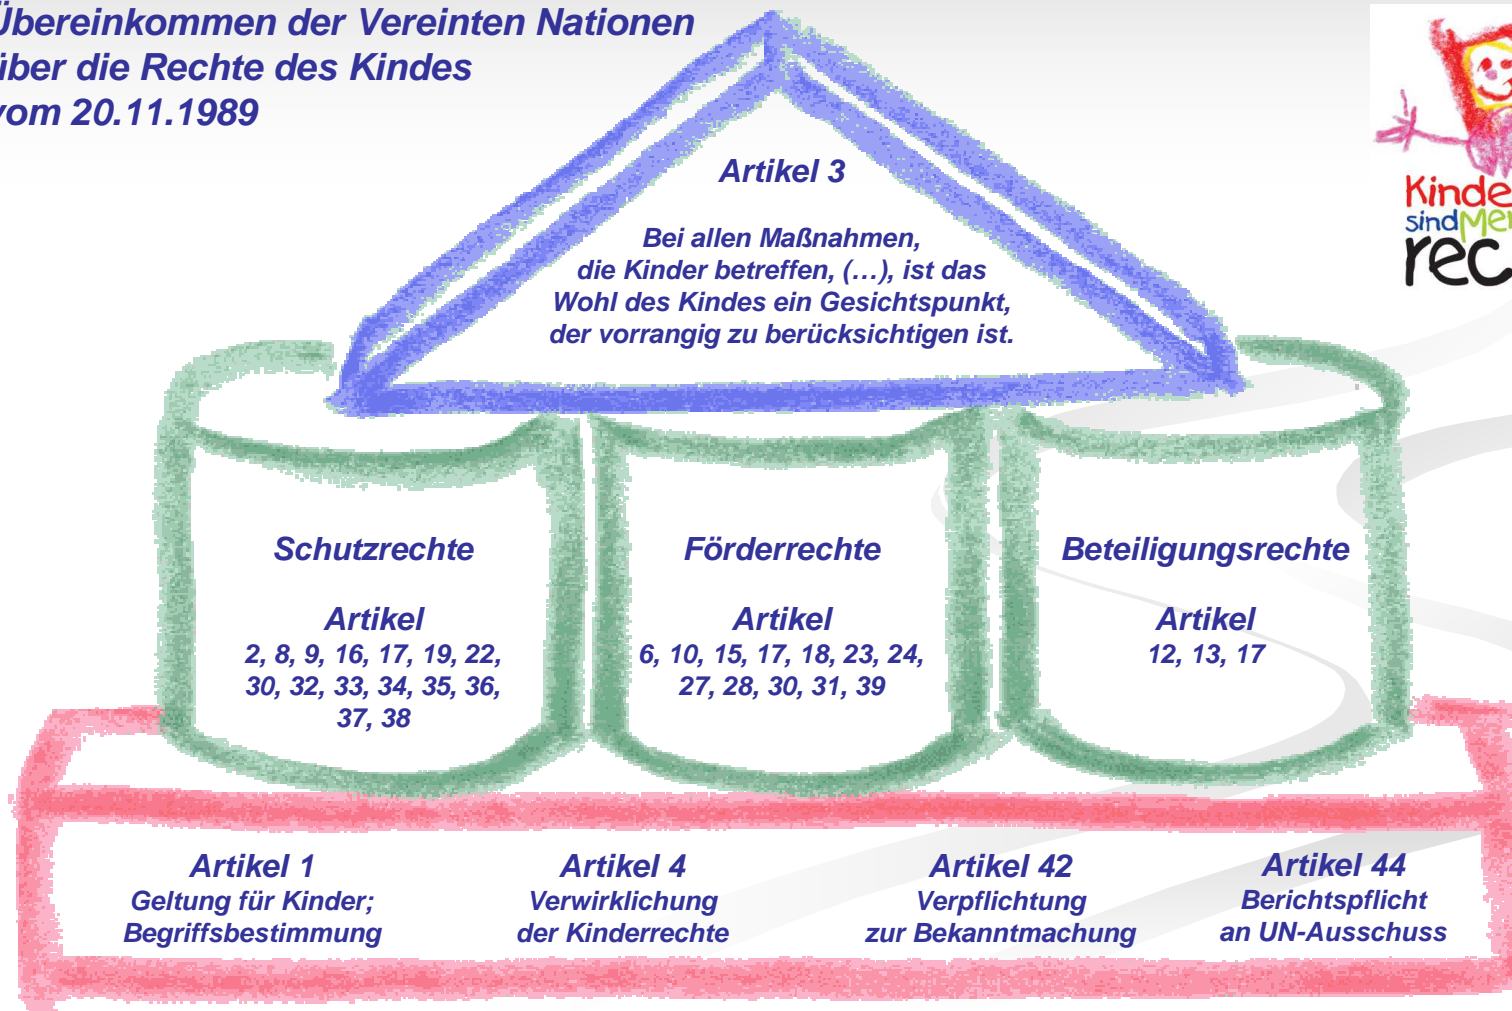 Übereinkommen der Vereinten Nationen
über die Rechte des Kindes
vom 20.11.1989
Kinde
sind Men
rec
Artikel 3
Bei allen Maßnahmen,
die Kinder betreffen, (…), ist das
Wohl des Kindes ein Gesichtspunkt,
der vorrangig zu berücksichtigen ist.
Schutzrechte
Artikel
2, 8, 9, 16, 17, 19, 22,
30, 32, 33, 34, 35, 36,
37, 38
Förderrechte
Artikel
6, 10, 15, 17, 18, 23, 24,
27, 28, 30, 31, 39
Beteiligungsrechte
Artikel
12, 13, 17
Artikel 1
Geltung für Kinder;
Begriffsbestimmung
Artikel 4
Verwirklichung
der Kinderrechte
Artikel 42
Verpflichtung
zur Bekanntmachung
Artikel 44
Berichtspflicht
an UN-Ausschuss